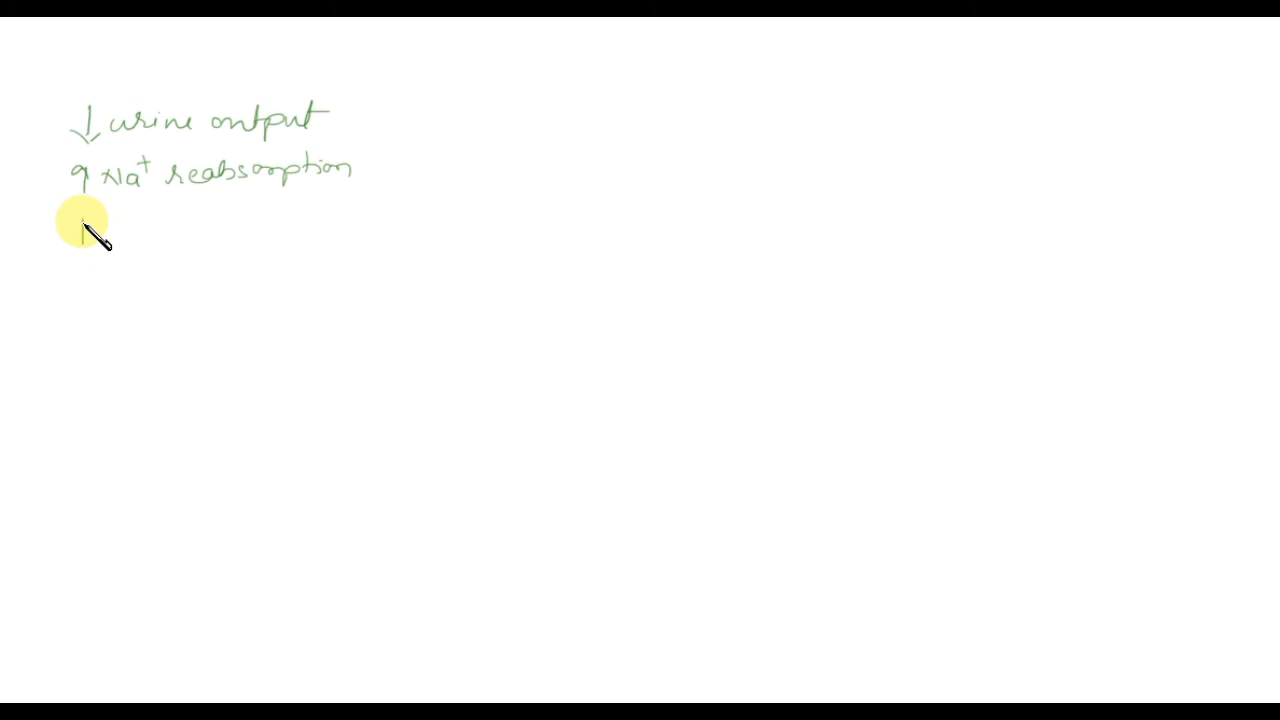 ↓ urine output
↑ Na⁺ reabsorption